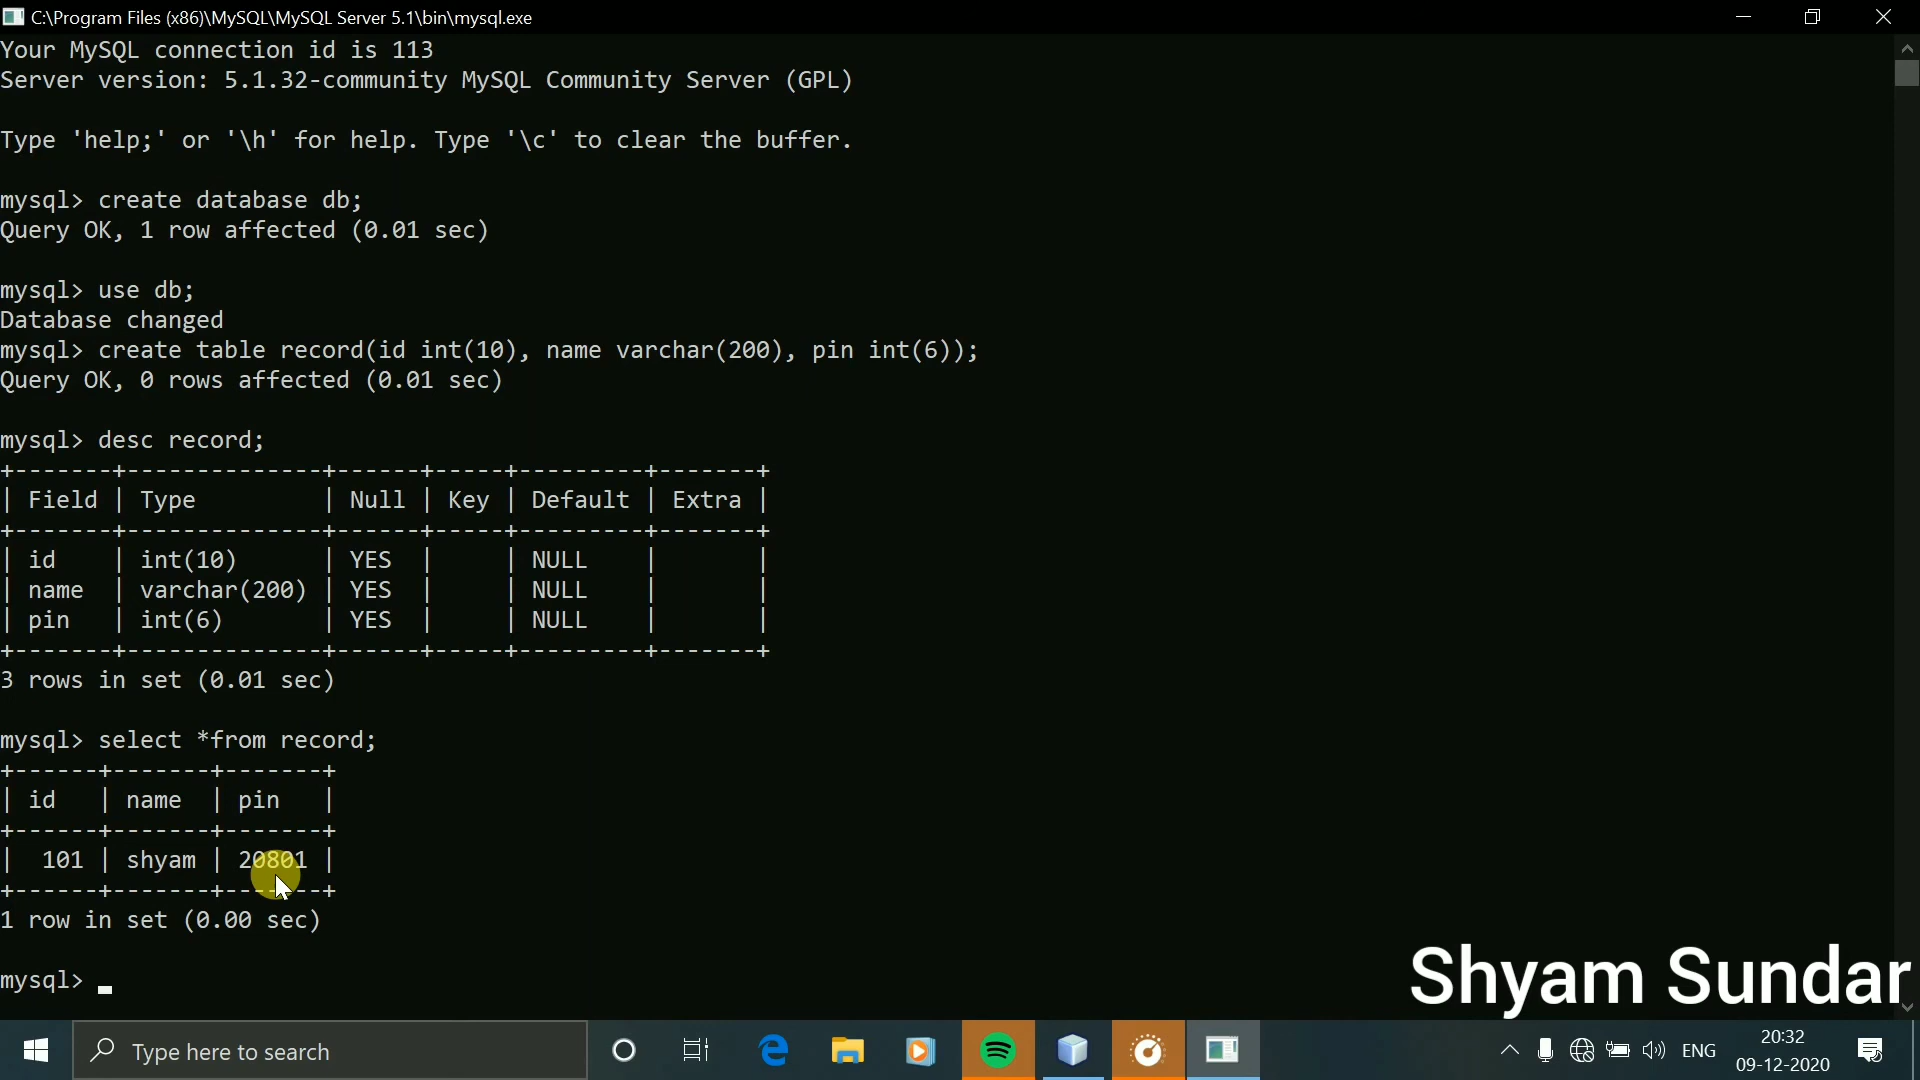 C:\Program Files (x86)\MySQL\MySQL Server 5.1\bin\mysql.exe
Your MySQL connection id is 113
Server version: 5.1.32-community MySQL Community Server (GPL)
Type 'help;' or '\h' for help. Type '\c' to clear the buffer.
mysql> create database db;
Query OK, 1 row affected (0.01 sec)
mysql> use db;
Database changed
mysql> create table record(id int(10), name varchar(200), pin int(6));
Query OK, 0 rows affected (0.01 sec)
mysql> desc record;
+-------+--------------+------+-----+---------+-------+
| Field | Type         | Null | Key | Default | Extra |
+-------+--------------+------+-----+---------+-------+
| id    | int(10)      | YES  |     | NULL    |       |
| name  | varchar(200) | YES  |     | NULL    |       |
| pin   | int(6)       | YES  |     | NULL    |       |
+-------+--------------+------+-----+---------+-------+
3 rows in set (0.01 sec)
mysql> select *from record;
+------+-------+-------+
| id   | name  | pin   |
+------+-------+-------+
|  101 | shyam | 20801 |
+------+-------+-------+
1 row in set (0.00 sec)
mysql> _
Shyam Sundar
Type here to search
ENG
20:32
09-12-2020